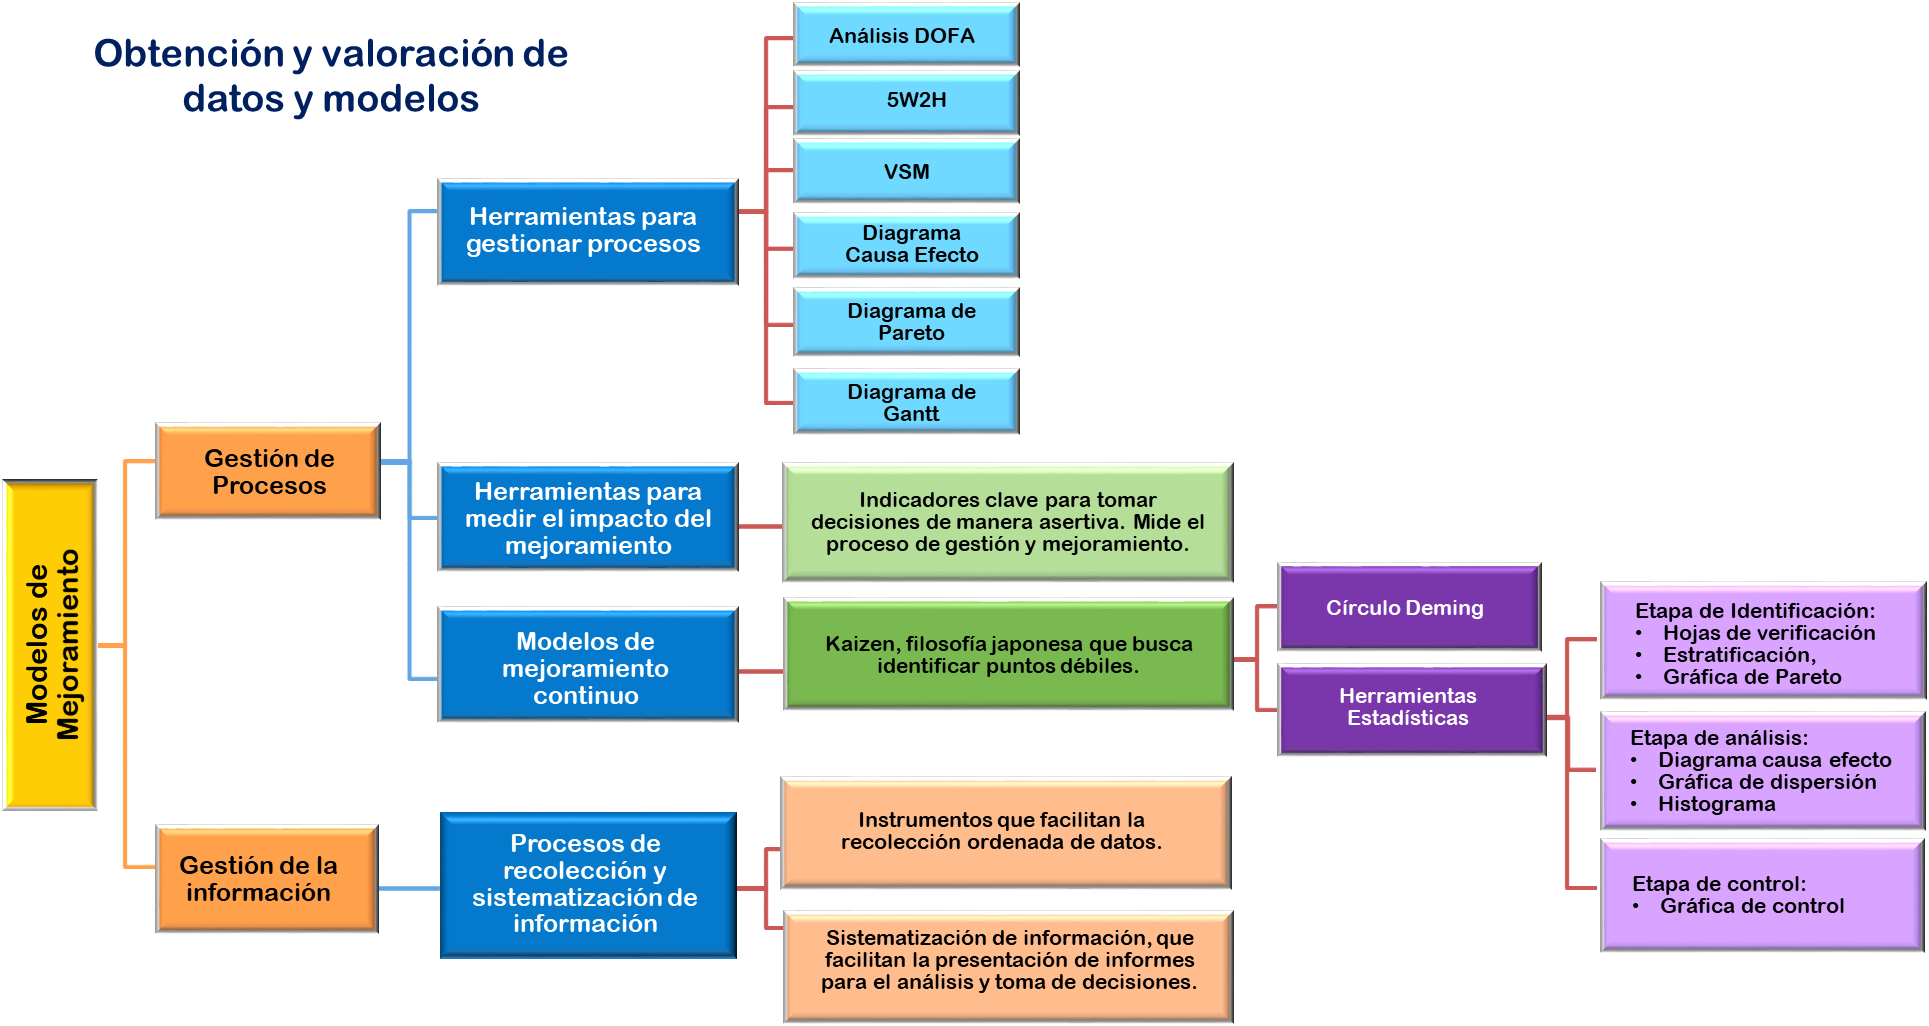 Obtención y valoración de
datos y modelos
Modelos de
Mejoramiento
Gestión de
Procesos
Herramientas para
gestionar procesos
Análisis DOFA
5W2H
VSM
Diagrama
Causa Efecto
Diagrama de
Pareto
Diagrama de
Gantt
Herramientas para
medir el impacto del
mejoramiento
Indicadores clave para tomar
decisiones de manera asertiva. Mide el
proceso de gestión y mejoramiento.
Modelos de
mejoramiento
continuo
Kaizen, filosofía japonesa que busca
identificar puntos débiles.
Círculo Deming
Herramientas
Estadísticas
Etapa de Identificación:
• Hojas de verificación
• Estratificación,
• Gráfica de Pareto
Etapa de análisis:
• Diagrama causa efecto
• Gráfica de dispersión
• Histograma
Etapa de control:
• Gráfica de control
Gestión de la
información
Procesos de
recolección y
sistematización de
información
Instrumentos que facilitan la
recolección ordenada de datos.
Sistematización de información, que
facilitan la presentación de informes
para el análisis y toma de decisiones.